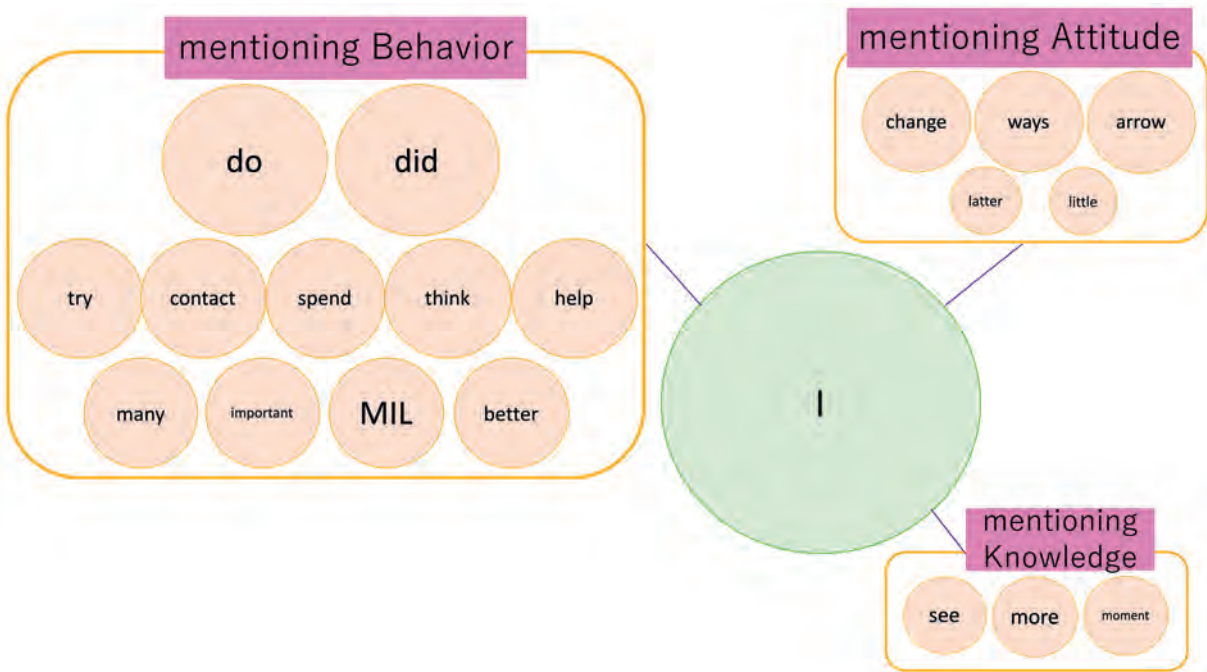 mentioning Behavior
do did
try contact spend think help
many important MIL better
mentioning Attitude
change ways arrow
latter little
I
mentioning
Knowledge
see more moment